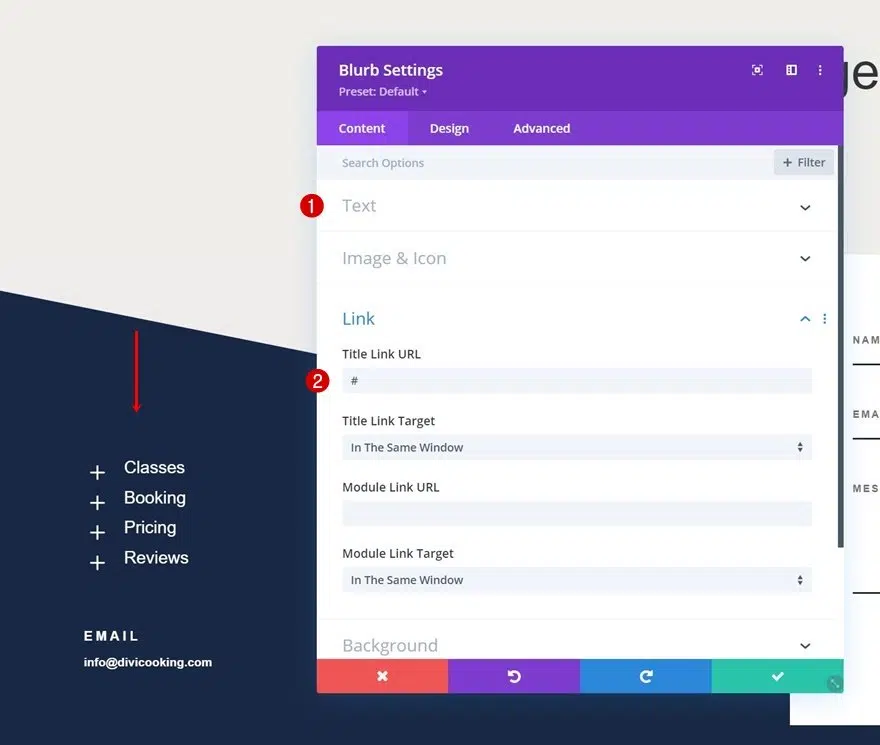 Blurb Settings
Preset: Default
Content Design Advanced
Search Options
+ Filter
1
Text
Image & Icon
Link
Title Link URL
2
#
Title Link Target
In The Same Window
Module Link URL
Module Link Target
In The Same Window
Background
Classes
Booking
Pricing
Reviews
EMAIL
info@divicooking.com
ge
NAM
EMA
MES